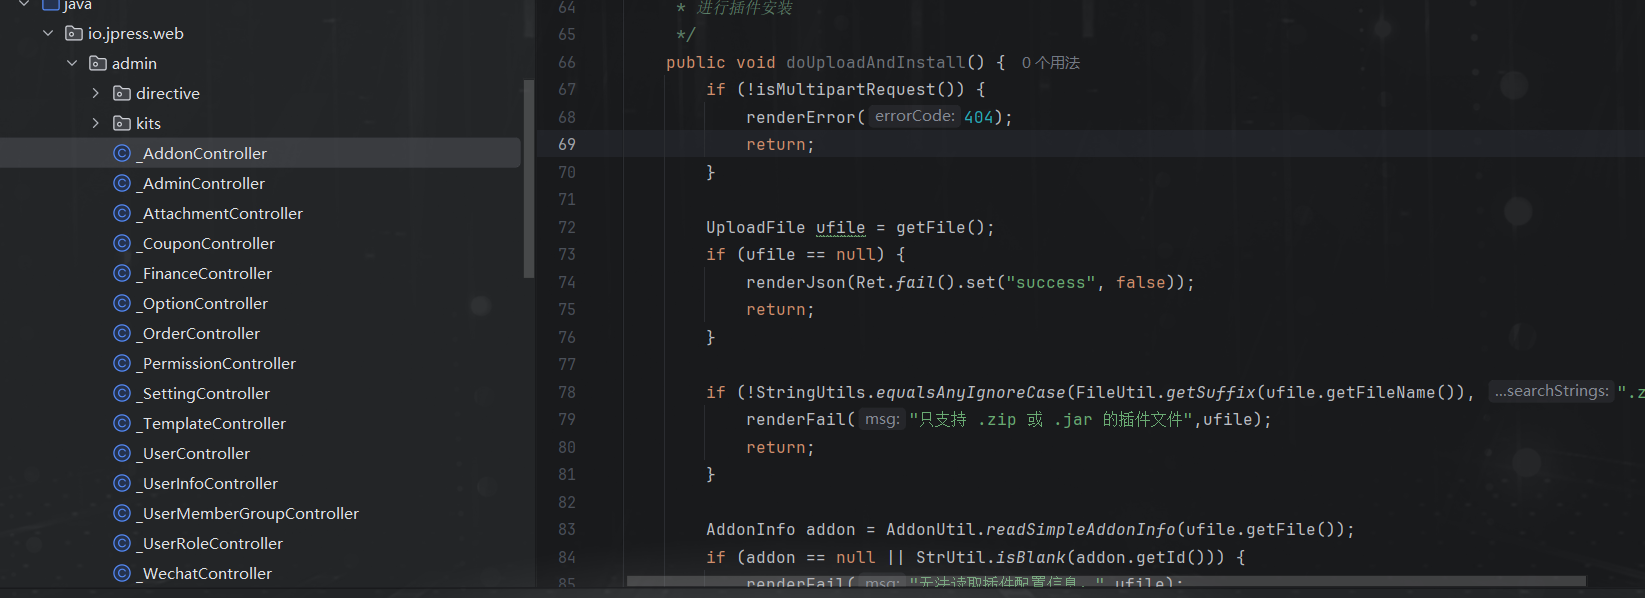 java
io.jpress.web
admin
directive
kits
_AddonController
_AdminController
_AttachmentController
_CouponController
_FinanceController
_OptionController
_OrderController
_PermissionController
_SettingController
_TemplateController
_UserController
_UserInfoController
_UserMemberGroupController
_UserRoleController
_WechatController
64 * 进行插件安装
65 */
66 public void doUploadAndInstall() { 0个用法
67 if (!isMultipartRequest()) {
68 renderError( errorCode: 404);
69 return;
70 }
71
72 UploadFile ufile = getFile();
73 if (ufile == null) {
74 renderJson(Ret.fail().set("success", false));
75 return;
76 }
77
78 if (!StringUtils.equalsAnyIgnoreCase(FileUtil.getSuffix(ufile.getFileName()), ...searchStrings: ".z
79 renderFail( msg: "只支持 .zip 或 .jar 的插件文件",ufile);
80 return;
81 }
82
83 AddonInfo addon = AddonUtil.readSimpleAddonInfo(ufile.getFile());
84 if (addon == null || StrUtil.isBlank(addon.getId())) {
85 renderFail( msg: "无法读取插件配置信息。",ufile);